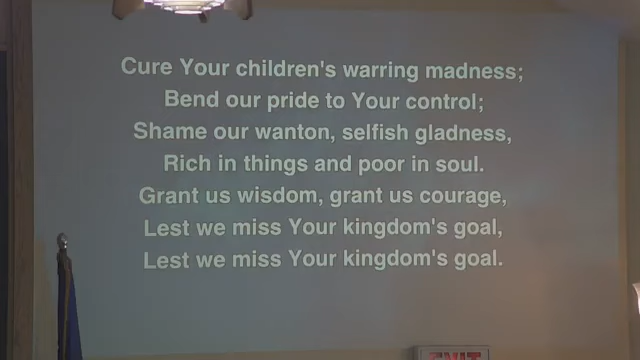 Cure Your children's warring madness;
Bend our pride to Your control;
Shame our wanton, selfish gladness,
Rich in things and poor in soul.
Grant us wisdom, grant us courage,
Lest we miss Your kingdom's goal,
Lest we miss Your kingdom's goal.
EXIT